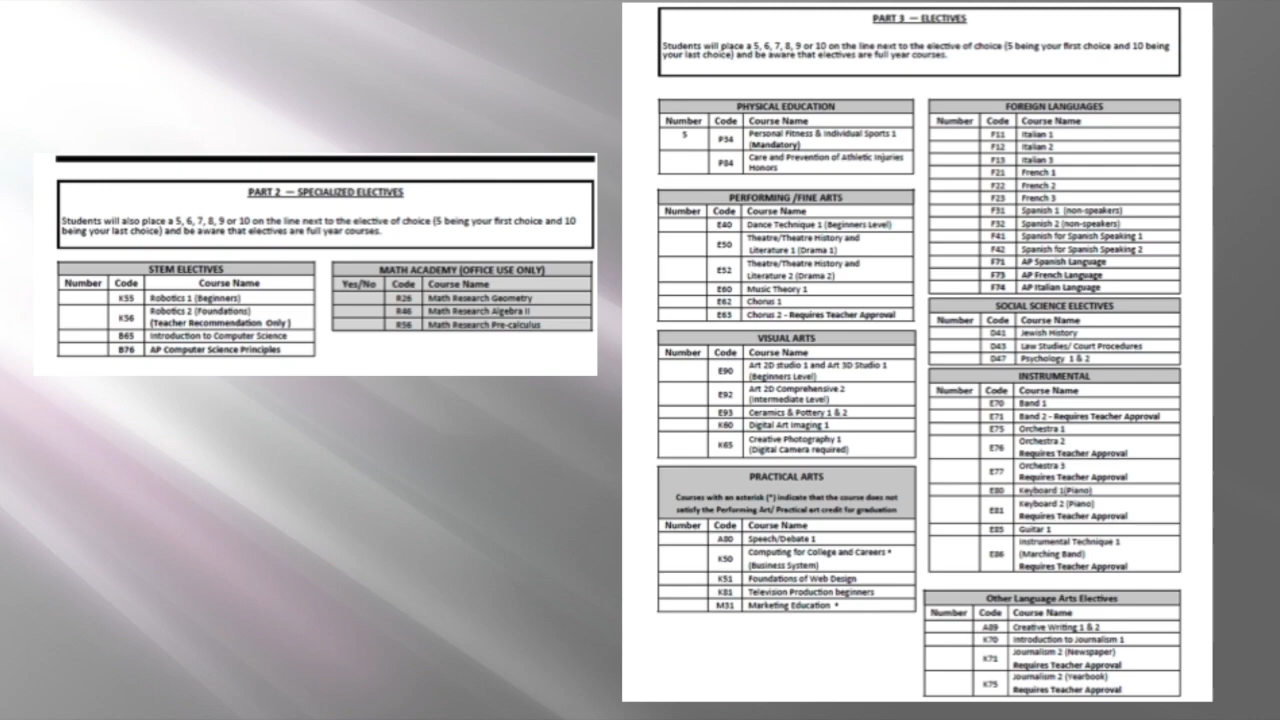 PART 2 — SPECIALIZED ELECTIVES
Students will also place a 5, 6, 7, 8, 9 or 10 on the line next to the elective of choice (5 being your first choice and 10
being your last choice) and be aware that electives are full year courses.
STEM ELECTIVES
Number Code Course Name
K55 Robotics 1 (Beginners)
K56 Robotics 2 (Foundations)
(Teacher Recommendation Only )
B65 Introduction to Computer Science
B76 AP Computer Science Principles
MATH ACADEMY (OFFICE USE ONLY)
Yes/No Code Course Name
R26 Math Research Geometry
R46 Math Research Algebra II
R56 Math Research Pre-calculus
PART 3 — ELECTIVES
Students will place a 5, 6, 7, 8, 9 or 10 on the line next to the elective of choice (5 being your first choice and 10 being
your last choice) and be aware that electives are full year courses.
PHYSICAL EDUCATION
Number Code Course Name
5 P34 Personal Fitness & Individual Sports 1
(Mandatory)
P84 Care and Prevention of Athletic Injuries
Honors
PERFORMING /FINE ARTS
Number Code Course Name
E40 Dance Technique 1 (Beginners Level)
E50 Theatre/Theatre History and
Literature 1 (Drama 1)
E52 Theatre/Theatre History and
Literature 2 (Drama 2)
E60 Music Theory 1
E62 Chorus 1
E63 Chorus 2 - Requires Teacher Approval
VISUAL ARTS
Number Code Course Name
E90 Art 2D studio 1 and Art 3D Studio 1
(Beginners Level)
E92 Art 2D Comprehensive 2
(Intermediate Level)
E93 Ceramics & Pottery 1 & 2
K60 Digital Art Imaging 1
K65 Creative Photography 1
(Digital Camera required)
PRACTICAL ARTS
Courses with an asterisk (*) indicate that the course does not
satisfy the Performing Art/ Practical art credit for graduation
Number Code Course Name
A80 Speech/Debate 1
K50 Computing for College and Careers *
(Business System)
K51 Foundations of Web Design
K81 Television Production beginners
M31 Marketing Education *
FOREIGN LANGUAGES
Number Code Course Name
F11 Italian 1
F12 Italian 2
F13 Italian 3
F21 French 1
F22 French 2
F23 French 3
F31 Spanish 1 (non-speakers)
F32 Spanish 2 (non-speakers)
F41 Spanish for Spanish Speaking 1
F42 Spanish for Spanish Speaking 2
F71 AP Spanish Language
F73 AP French Language
F74 AP Italian Language
SOCIAL SCIENCE ELECTIVES
Number Code Course Name
D41 Jewish History
D43 Law Studies/ Court Procedures
D47 Psychology 1 & 2
INSTRUMENTAL
Number Code Course Name
E70 Band 1
E71 Band 2 - Requires Teacher Approval
E75 Orchestra 1
E76 Orchestra 2
Requires Teacher Approval
E77 Orchestra 3
Requires Teacher Approval
E80 Keyboard 1(Piano)
E81 Keyboard 2 (Piano)
Requires Teacher Approval
E85 Guitar 1
E86 Instrumental Technique 1
(Marching Band)
Requires Teacher Approval
Other Language Arts Electives
Number Code Course Name
A89 Creative Writing 1 & 2
K70 Introduction to Journalism 1
K71 Journalism 2 (Newspaper)
Requires Teacher Approval
K75 Journalism 2 (Yearbook)
Requires Teacher Approval